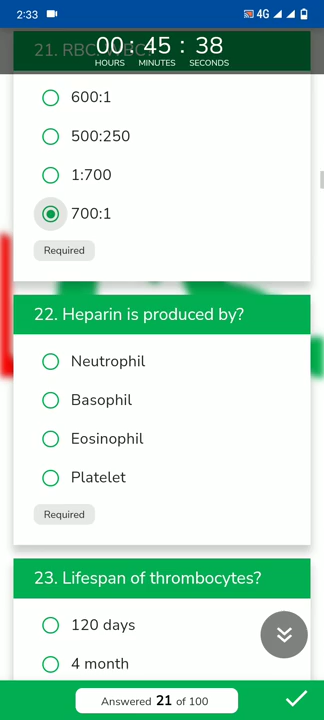 2:33
4G
21. RBC: WBC?
00 : 45 : 38
HOURS MINUTES SECONDS
600:1
500:250
1:700
700:1
Required
22. Heparin is produced by?
Neutrophil
Basophil
Eosinophil
Platelet
Required
23. Lifespan of thrombocytes?
120 days
4 month
Answered 21 of 100